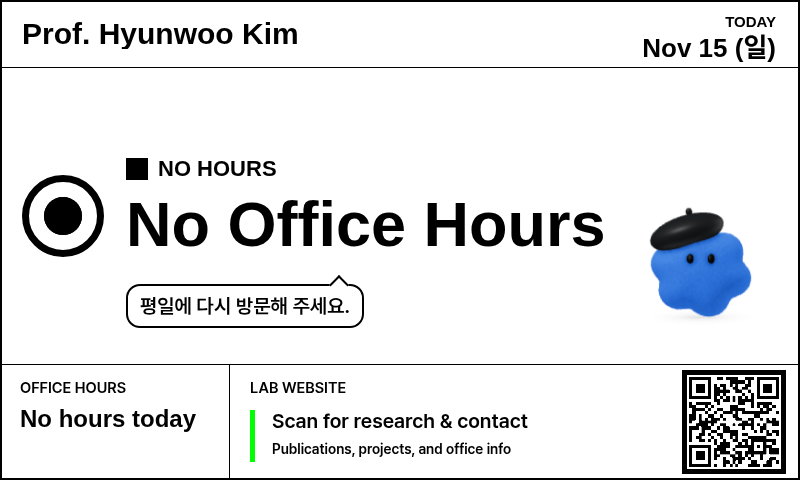 Prof. Hyunwoo Kim
TODAY
Nov 15 (일)
NO HOURS
No Office Hours
평일에 다시 방문해 주세요.
OFFICE HOURS
No hours today
LAB WEBSITE
Scan for research & contact
Publications, projects, and office info